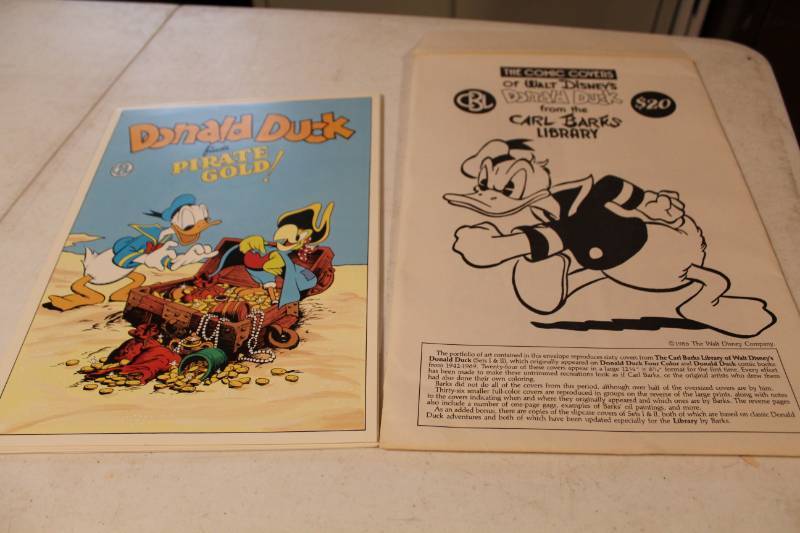 Donald Duck
finds
PIRATE
GOLD!
CBL
THE COMIC COVERS
OF WALT DISNEY'S
DONALD DUCK
from the
CARL BARKS
LIBRARY
CBL
$20
©1986 The Walt Disney Company.
The portfolio of art contained in this envelope reproduces sixty covers from The Carl Barks Library of Walt Disney's
Donald Duck (Sets I & II), which originally appeared on Donald Duck Four Color and Donald Duck comic books
from 1942-1969. Twenty-four of these covers appear in a large format for the first time. Every effort
has been made to make these untrimmed recreations look as if Carl Barks, or the original artists who drew them
had also done their own coloring.
Barks did not do all of the covers from this period, although over half of the oversized covers are by him.
Thirty-six smaller full-color covers are reproduced in groups on the reverse of the large prints, along with notes
to the covers indicating when and where they originally appeared and which ones are by Barks. The reverse pages
also include a number of one-page gags, examples of Barks' oil paintings, and more.
As an added bonus, there are copies of the slipcase covers of Sets I & II, both of which are based on classic Donald
Duck adventures and both of which have been updated especially for the Library by Barks.